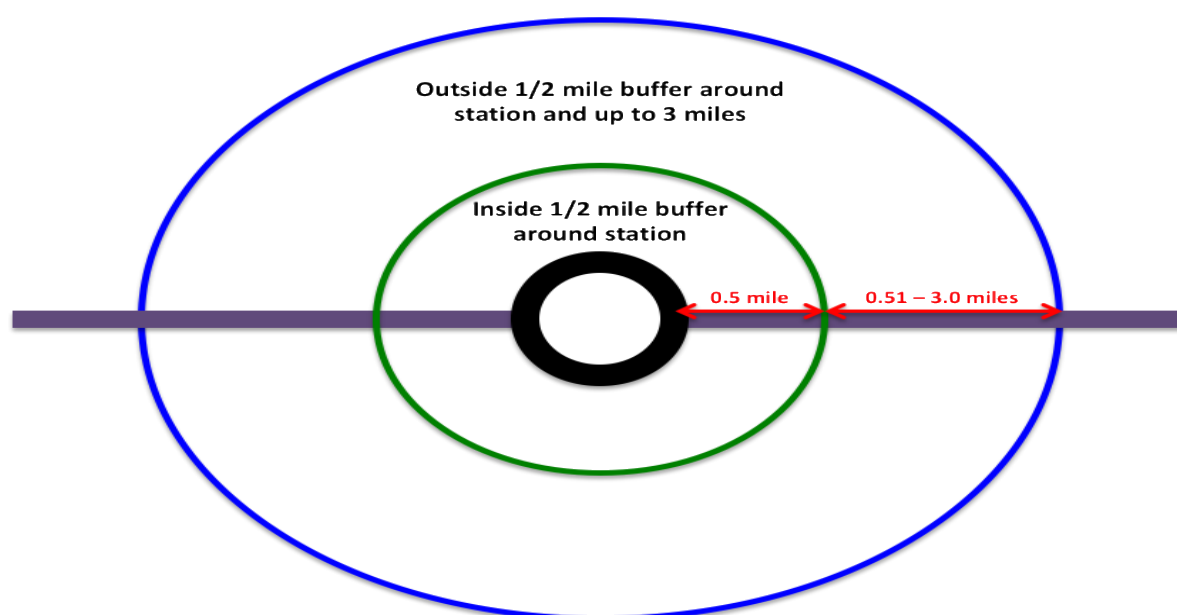 Outside 1/2 mile buffer around
station and up to 3 miles
Inside 1/2 mile buffer
around station
0.5 mile
0.51 – 3.0 miles